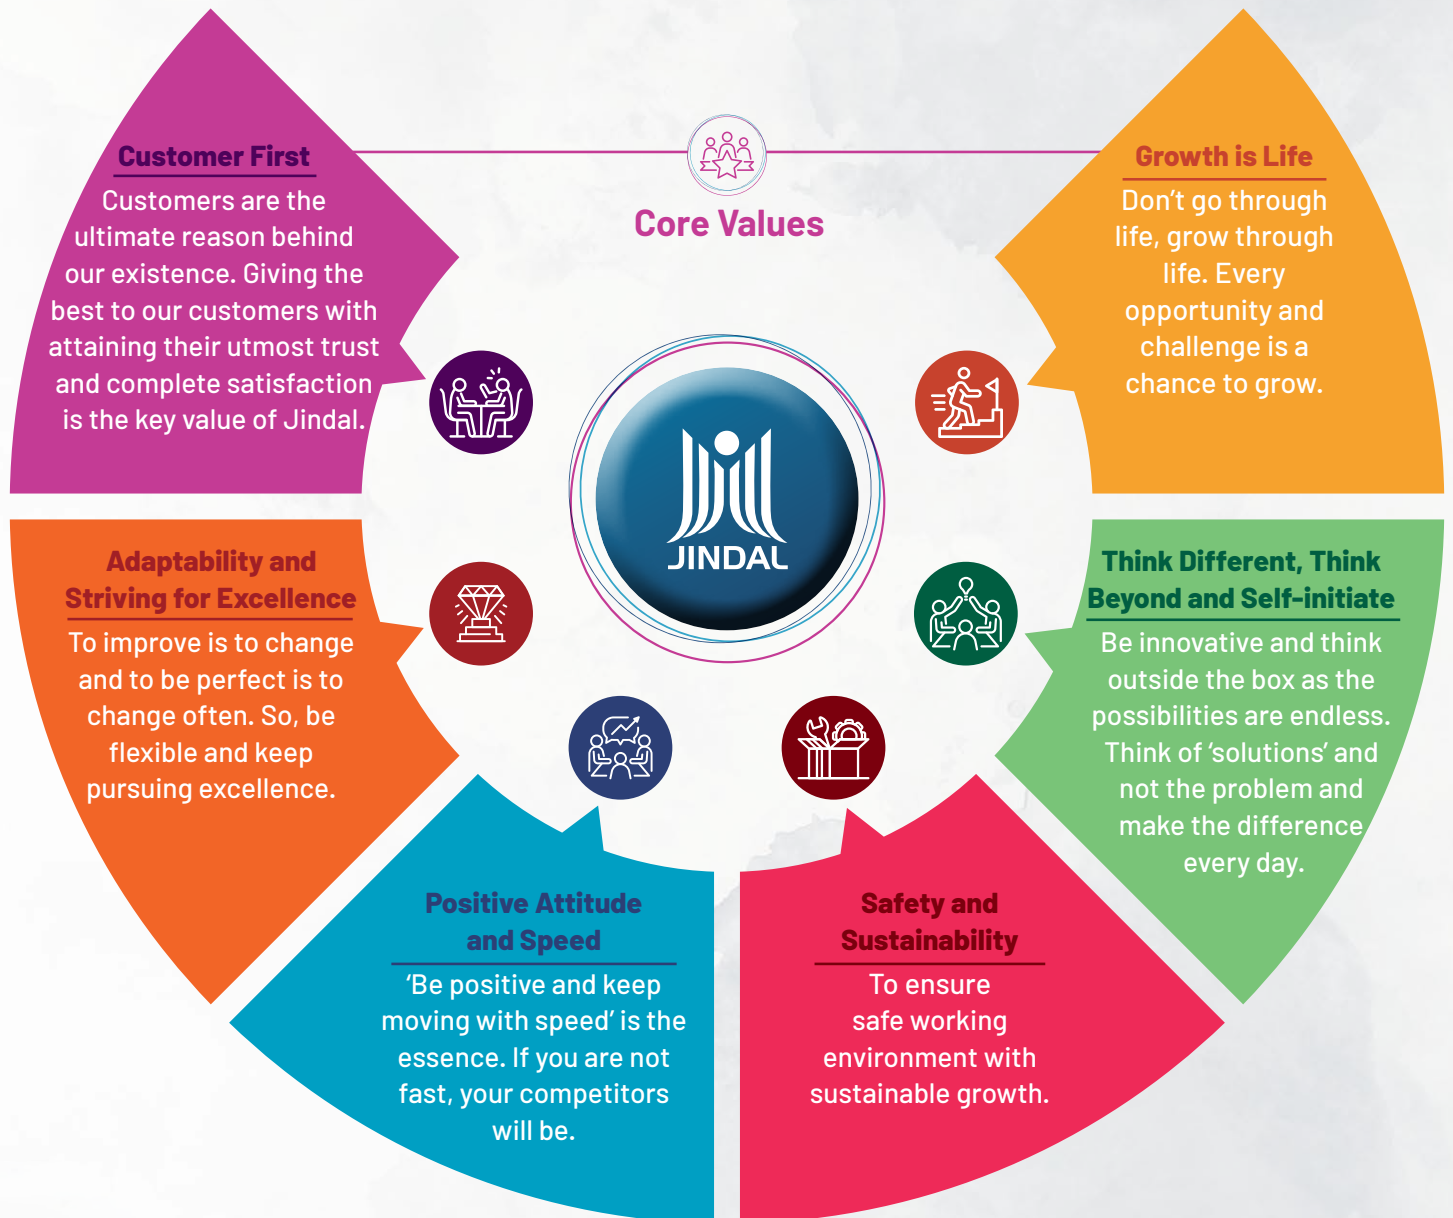 Core Values
Customer First
Customers are the
ultimate reason behind
our existence. Giving the
best to our customers with
attaining their utmost trust
and complete satisfaction
is the key value of Jindal.
Growth is Life
Don’t go through
life, grow through
life. Every
opportunity and
challenge is a
chance to grow.
JINDAL
Adaptability and
Striving for Excellence
To improve is to change
and to be perfect is to
change often. So, be
flexible and keep
pursuing excellence.
Think Different, Think
Beyond and Self-initiate
Be innovative and think
outside the box as the
possibilities are endless.
Think of ‘solutions’ and
not the problem and
make the difference
every day.
Positive Attitude
and Speed
‘Be positive and keep
moving with speed’ is the
essence. If you are not
fast, your competitors
will be.
Safety and
Sustainability
To ensure
safe working
environment with
sustainable growth.